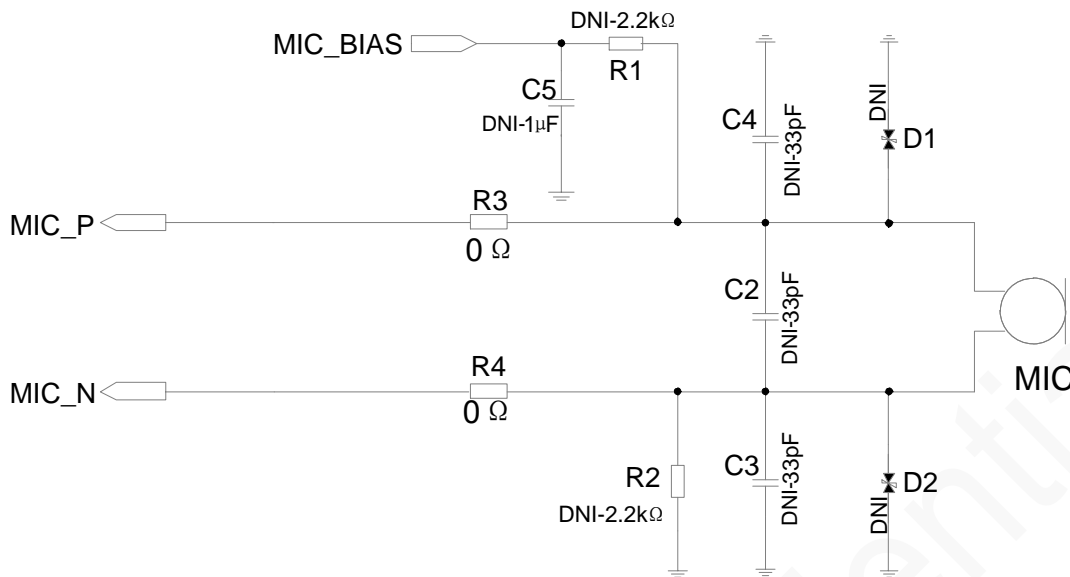 DNI-2.2kΩ
MIC_BIAS
R1
C5
DNI-1μF
C4
DNI-33pF
DNI
D1
MIC_P
R3
0 Ω
C2
DNI-33pF
MIC
MIC_N
R4
0 Ω
R2
DNI-2.2kΩ
C3
DNI-33pF
DNI
D2